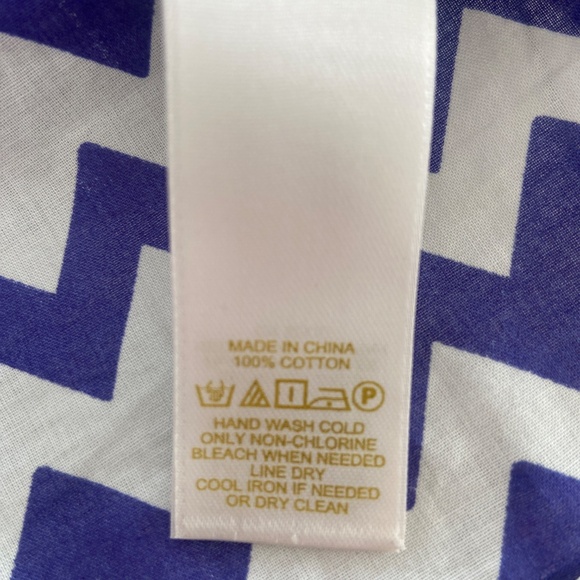 MADE IN CHINA
100% COTTON
P
HAND WASH COLD
ONLY NON-CHLORINE
BLEACH WHEN NEEDED
LINE DRY
COOL IRON IF NEEDED
OR DRY CLEAN